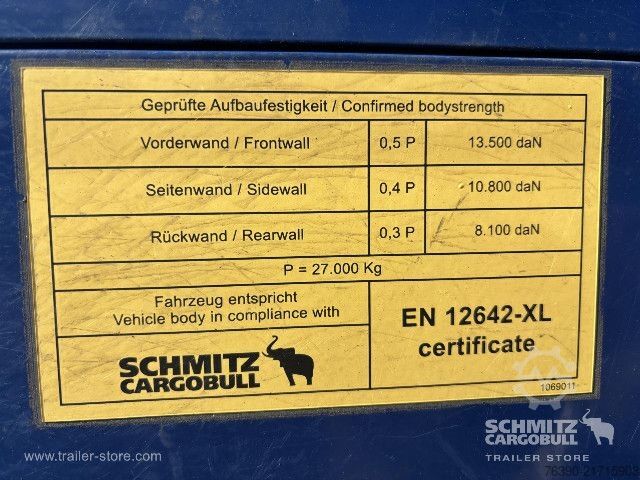 Geprüfte Aufbaufestigkeit / Confirmed bodystrength
Vorderwand / Frontwall 0,5 P 13.500 daN
Seitenwand / Sidewall 0,4 P 10.800 daN
Rückwand / Rearwall 0,3 P 8.100 daN
P = 27.000 Kg
Fahrzeug entspricht
Vehicle body in compliance with
EN 12642-XL
certificate
SCHMITZ
CARGOBULL
1069011
SCHMITZ
CARGOBULL
TRAILER STORE
www.trailer-store.com
76390-21715903